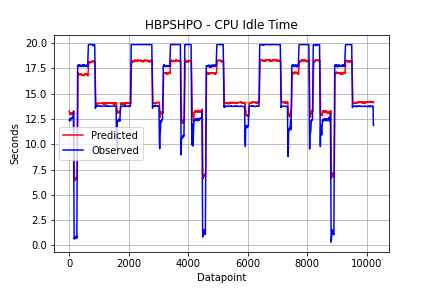 HBPSHPO - CPU Idle Time
20.0
17.5
15.0
12.5
10.0
7.5
5.0
2.5
0.0
Seconds
Predicted
Observed
0 2000 4000 6000 8000 10000
Datapoint